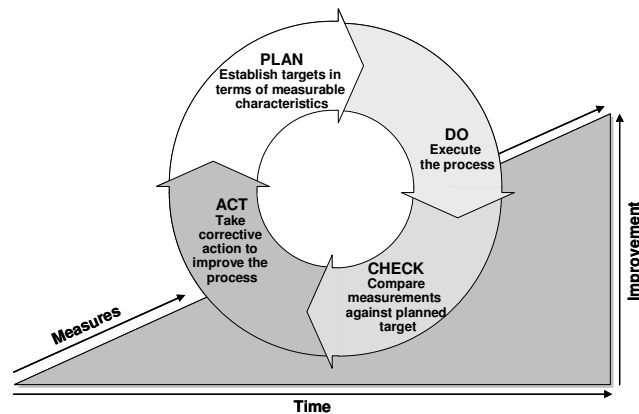 PLAN
Establish targets in
terms of measurable
characteristics
DO
Execute
the process
ACT
Take
corrective
action to
improve the
process
CHECK
Compare
measurements
against planned
target
Measures
Improvement
Time